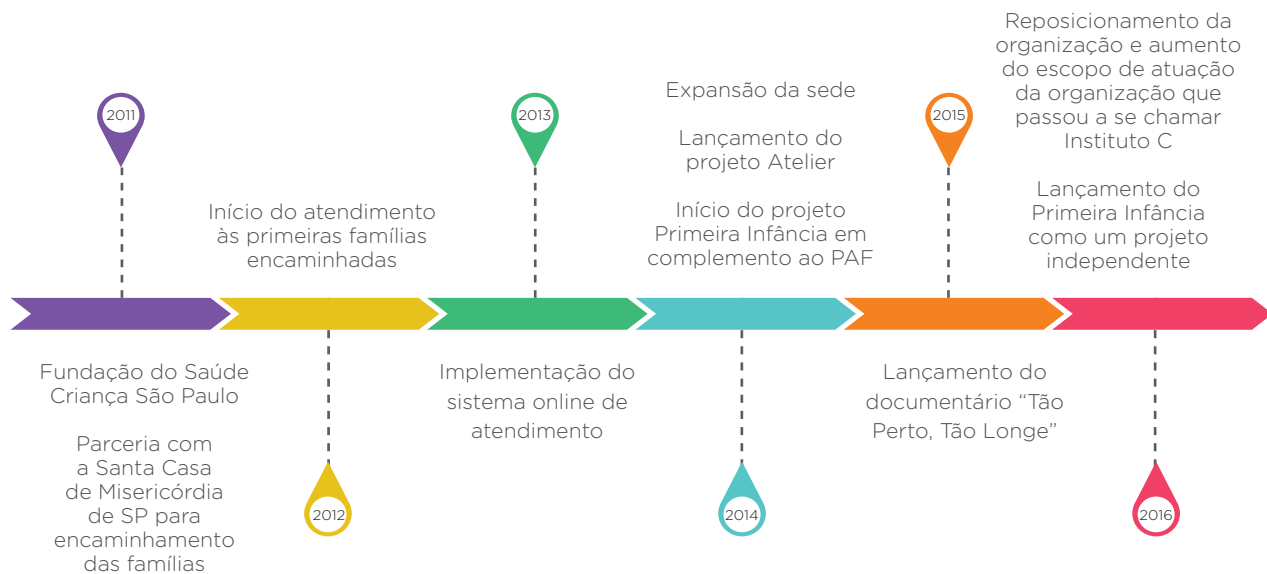 2011
Fundação do Saúde
Criança São Paulo
Parceria com
a Santa Casa
de Misericórdia
de SP para
encaminhamento
das famílias
Início do atendimento
às primeiras famílias
encaminhadas
2012
2013
Implementação do
sistema online de
atendimento
Expansão da sede
Lançamento do
projeto Atelier
Início do projeto
Primeira Infância em
complemento ao PAF
2014
2015
Lançamento do
documentário “Tão
Perto, Tão Longe”
Reposicionamento da
organização e aumento
do escopo de atuação
da organização que
passou a se chamar
Instituto C
Lançamento do
Primeira Infância
como um projeto
independente
2016